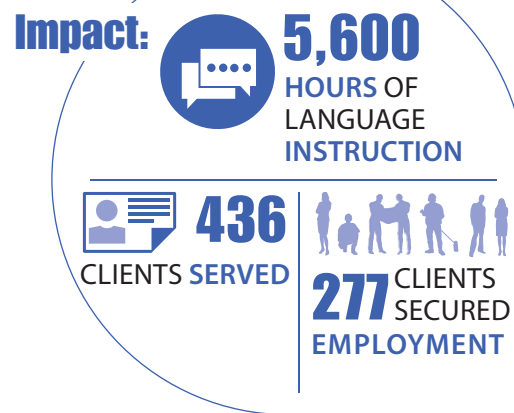 Impact:
5,600
HOURS OF
LANGUAGE
INSTRUCTION
436
CLIENTS SERVED
277 CLIENTS
SECURED
EMPLOYMENT